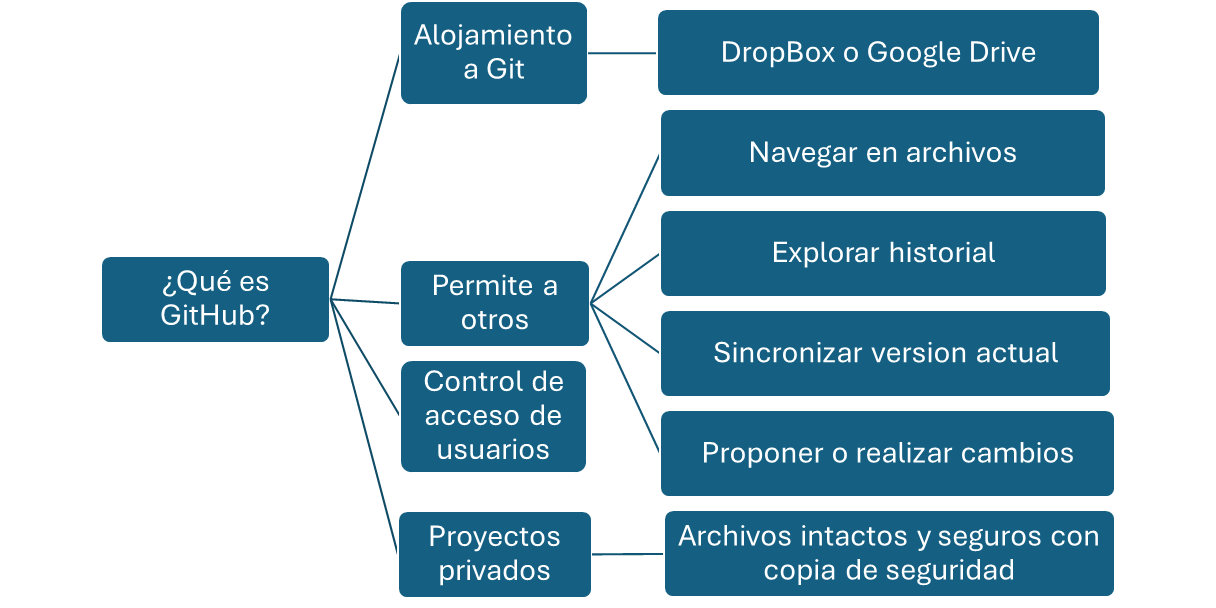 ¿Qué es
GitHub?
Alojamiento
a Git
DropBox o Google Drive
Permite a
otros
Navegar en archivos
Explorar historial
Sincronizar version actual
Proponer o realizar cambios
Control de
acceso de
usuarios
Proyectos
privados
Archivos intactos y seguros con
copia de seguridad